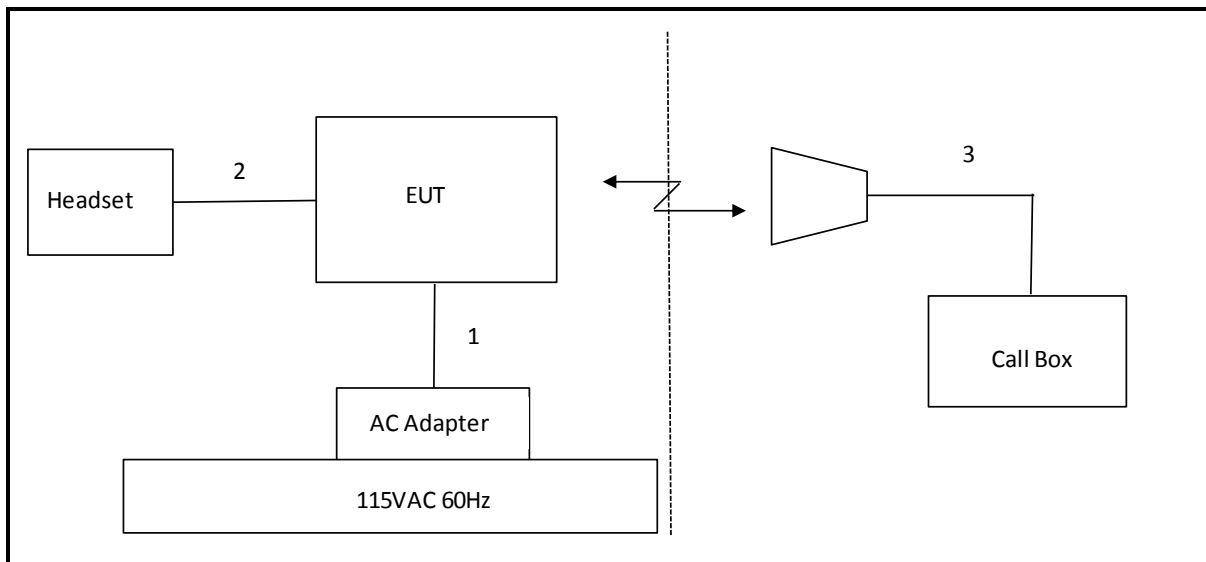 3
2
Headset
EUT
1
Call Box
AC Adapter
115VAC 60Hz